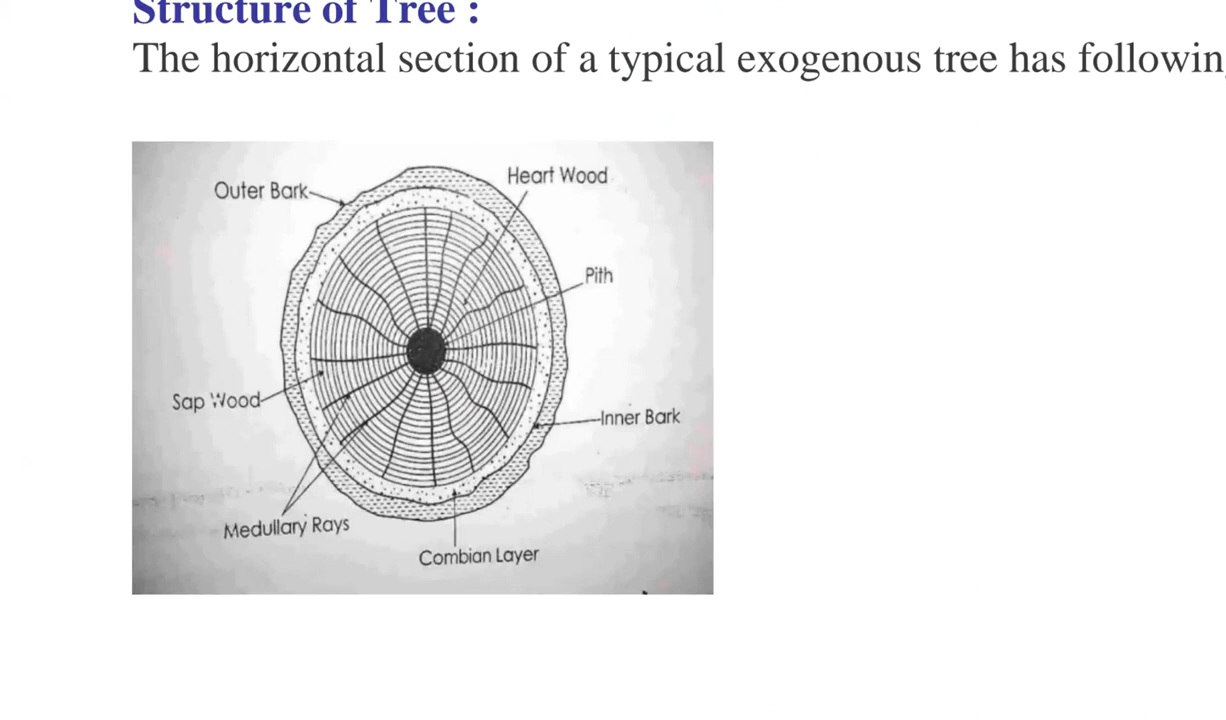 Structure of Tree :
The horizontal section of a typical exogenous tree has followin
Heart Wood
Outer Bark
Pith
Sap Wood
Inner Bark
Medullary Rays
Combian Layer